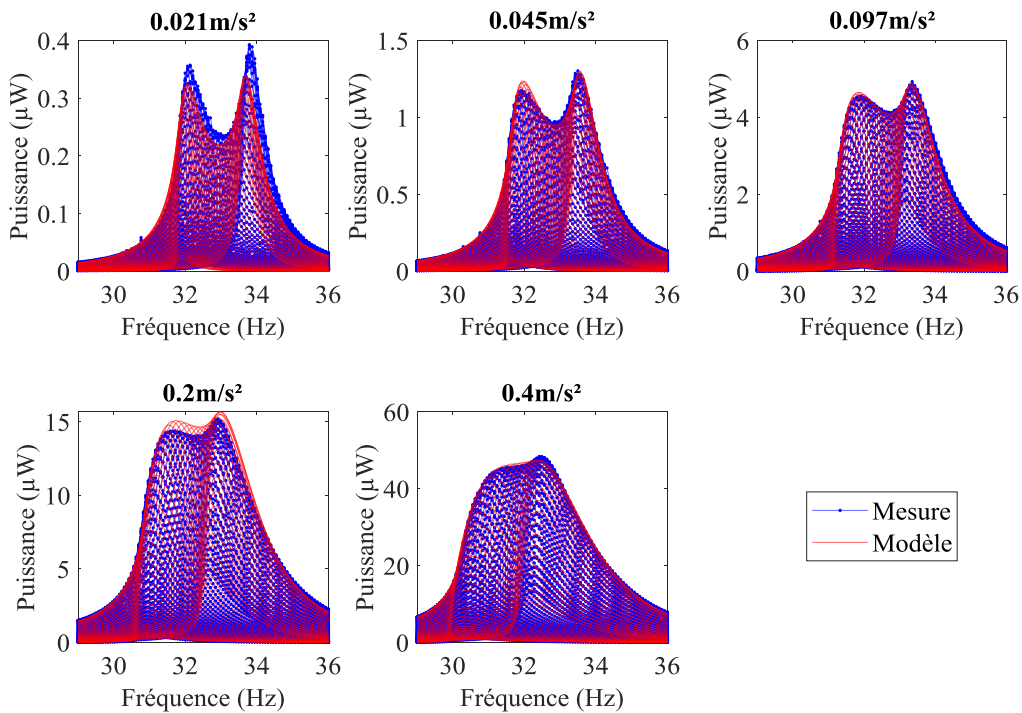 0.021m/s²
0.4
0.3
0.2
0.1
0
Puissance (µW)
30 32 34 36
Fréquence (Hz)
0.045m/s²
1.5
1
0.5
0
Puissance (µW)
30 32 34 36
Fréquence (Hz)
0.097m/s²
6
4
2
0
Puissance (µW)
30 32 34 36
Fréquence (Hz)
0.2m/s²
15
10
5
0
Puissance (µW)
30 32 34 36
Fréquence (Hz)
0.4m/s²
60
40
20
0
Puissance (µW)
30 32 34 36
Fréquence (Hz)
Mesure
Modèle